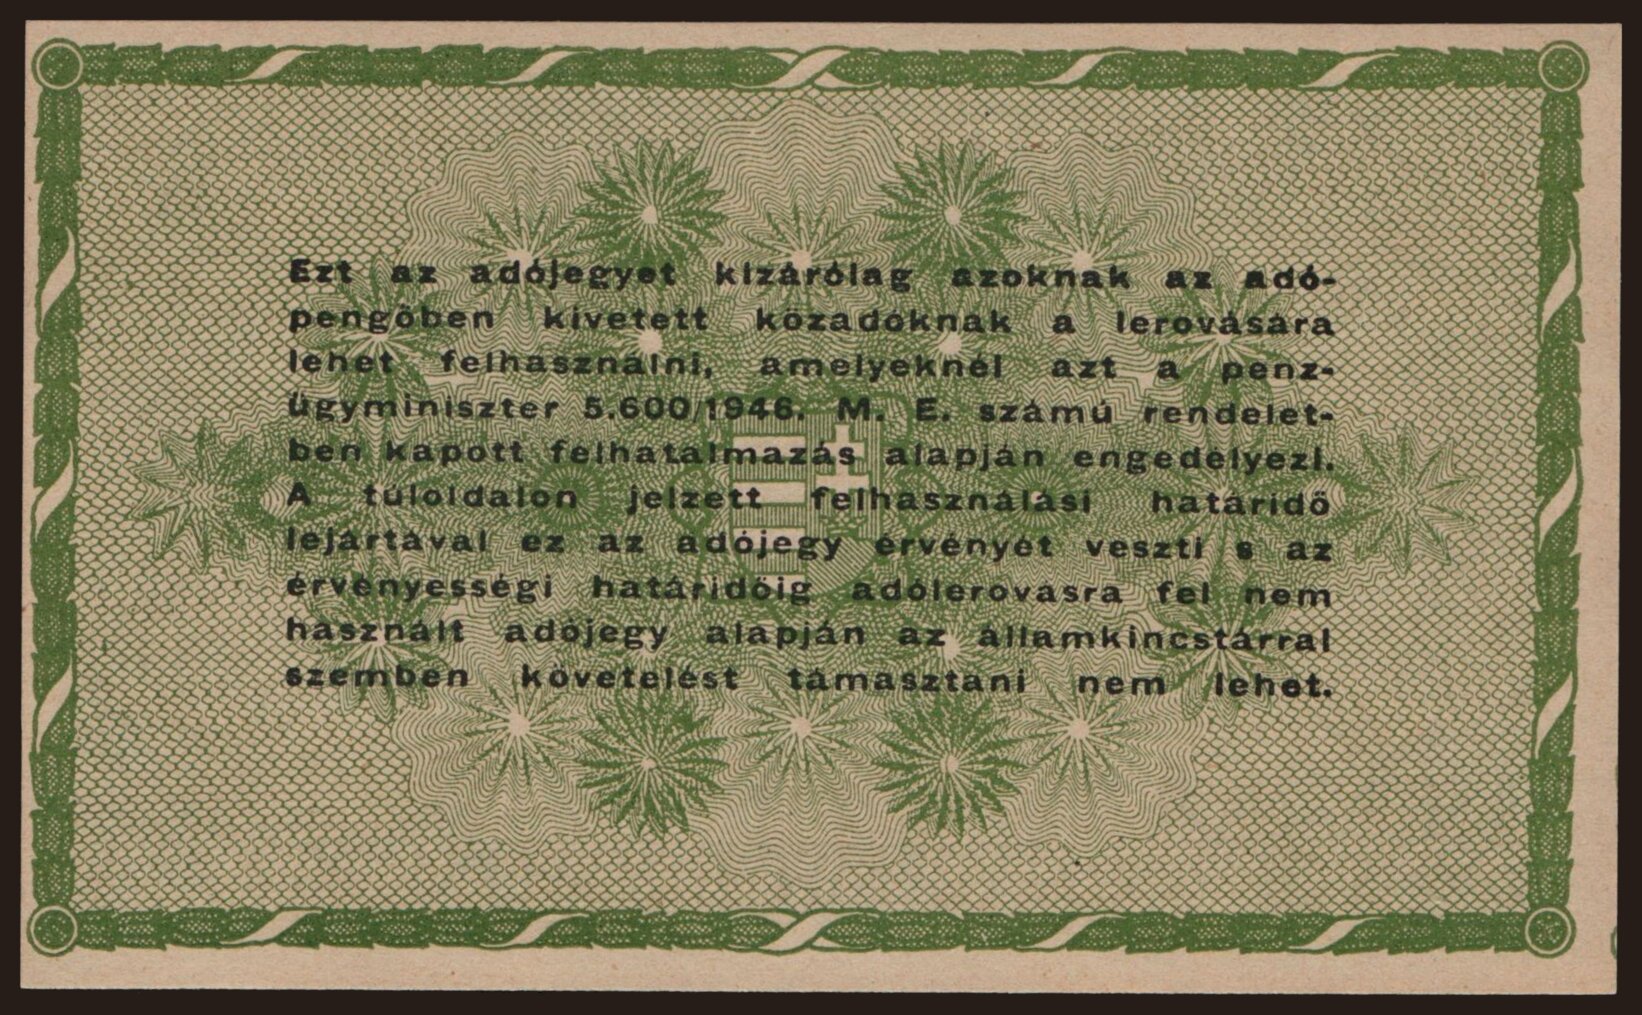 Ezt az adójegyet kizárólag azoknak az adó-
pengőben kivetett közadóknak a lerovására
lehet felhasználni, amelyeknél azt a pénz-
ügyminiszter 5.600/1946. M. E. számú rendelet-
ben kapott felhatalmazás alapján engedélyezi.
A túloldalon jelzett felhasználási határidő
lejártával ez az adójegy érvényét veszti s az
érvényességi határidőig adólerovásra fel nem
használt adójegy alapján az államkincstárral
szemben követelést támasztani nem lehet.